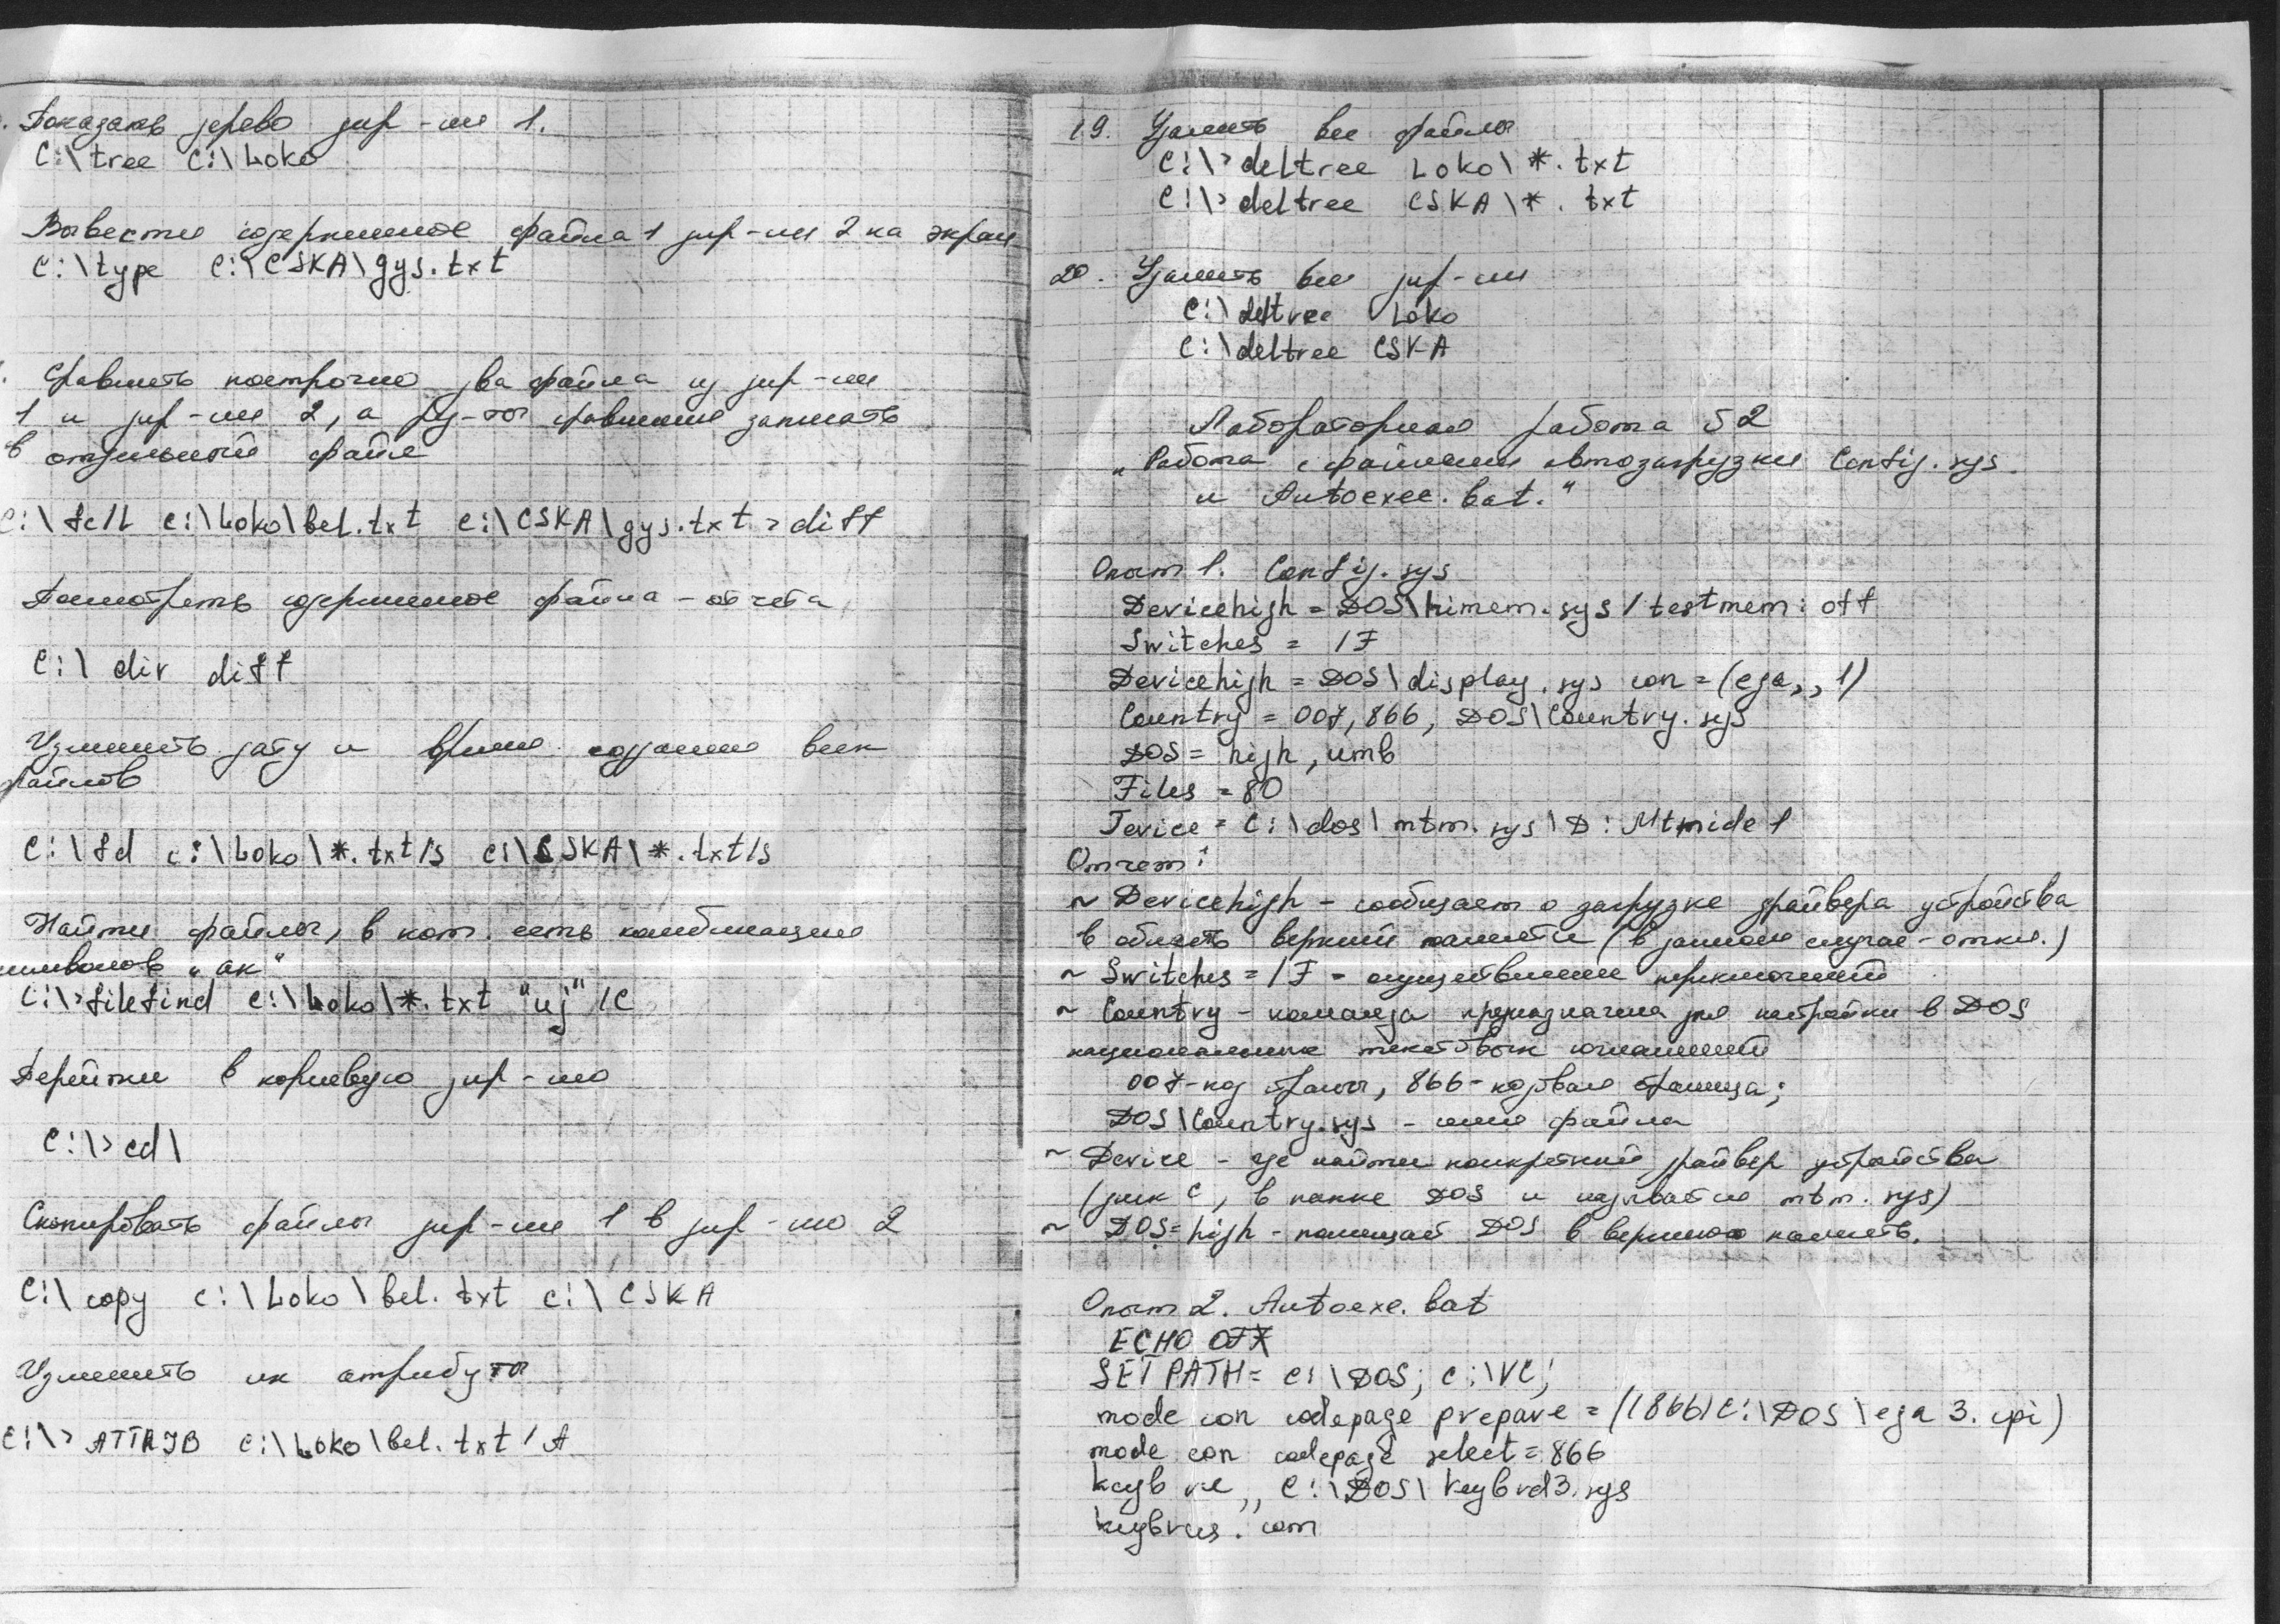 . Показать дерево дир-ии 1.
C:\tree C:\Loko
Вывести содержимое файла 1 дир-ии 2 на экран
C:\type C:\CSKA\gys.txt
. Сравнить построчно два файла из дир-ии
1 и дир-ии 2, а рез-ты сравнения записать
в отдельный файл
C:\fc/L c:\Loko\bel.txt c:\CSKA\gys.txt > diff
Посмотреть содержимое файла - отчёта
C:\ dir diff
Изменить дату и время создания всех
файлов
C:\fd c:\Loko\*.txt/s c:\CSKA\*.txt/s
Найти файлы, в кот. есть комбинация
символов „ак“
C:\>filefind c:\Loko\*.txt "uj" /c
Перейти в корневую дир-ию
C:\>cd\
Скопировать файлы дир-ии 1 в дир-ию 2
C:\ copy c:\Loko\bel.txt c:\CSKA
Изменить их атрибуты
C:\> ATTRIB c:\Loko\bel.txt / A
19. Удалить все файлы
C:\>deltree Loko\*.txt
C:\>deltree CSKA\*.txt
20. Удалить все дир-ии
C:\deltree Loko
C:\deltree CSKA
Лабораторная работа 2
„Работа с файлами автозагрузки Config.sys
и Autoexec.bat.“
Опыт 1. Config.sys
Devicehigh = DOS\himem.sys /testmem:off
Switches = /F
Devicehigh = DOS\display.sys con=(ega,,1)
Country = 007,866, DOS\Country.sys
DOS = high, umb
Files = 80
Device = C:\dos\mtm.sys \D:Mtmide1
Отчет:
~ Devicehigh - сообщает о загрузке драйвера устройства
в область верхней памяти (в данном случае - откл.)
~ Switches = /F - осуществление переключений
~ Country - команда предназначена для настройки в DOS
национальных текстовых соглашений
007-код страны, 866-кодовая страница;
DOS\Country.sys - имя файла
~ Device - где найти конкретный драйвер устройства
(диск C, в папке DOS и называется mtm.sys)
~ DOS=high - помещает DOS в верхнюю память.
Опыт 2. Autoexe.bat
ECHO OFF
SET PATH= c:\DOS; c:\VC;
mode con codepage prepare = ((866) C:\DOS\ega3.cpi)
mode con codepage select = 866
keyb ru,, C:\DOS\keybrd3.sys
keybrus.com